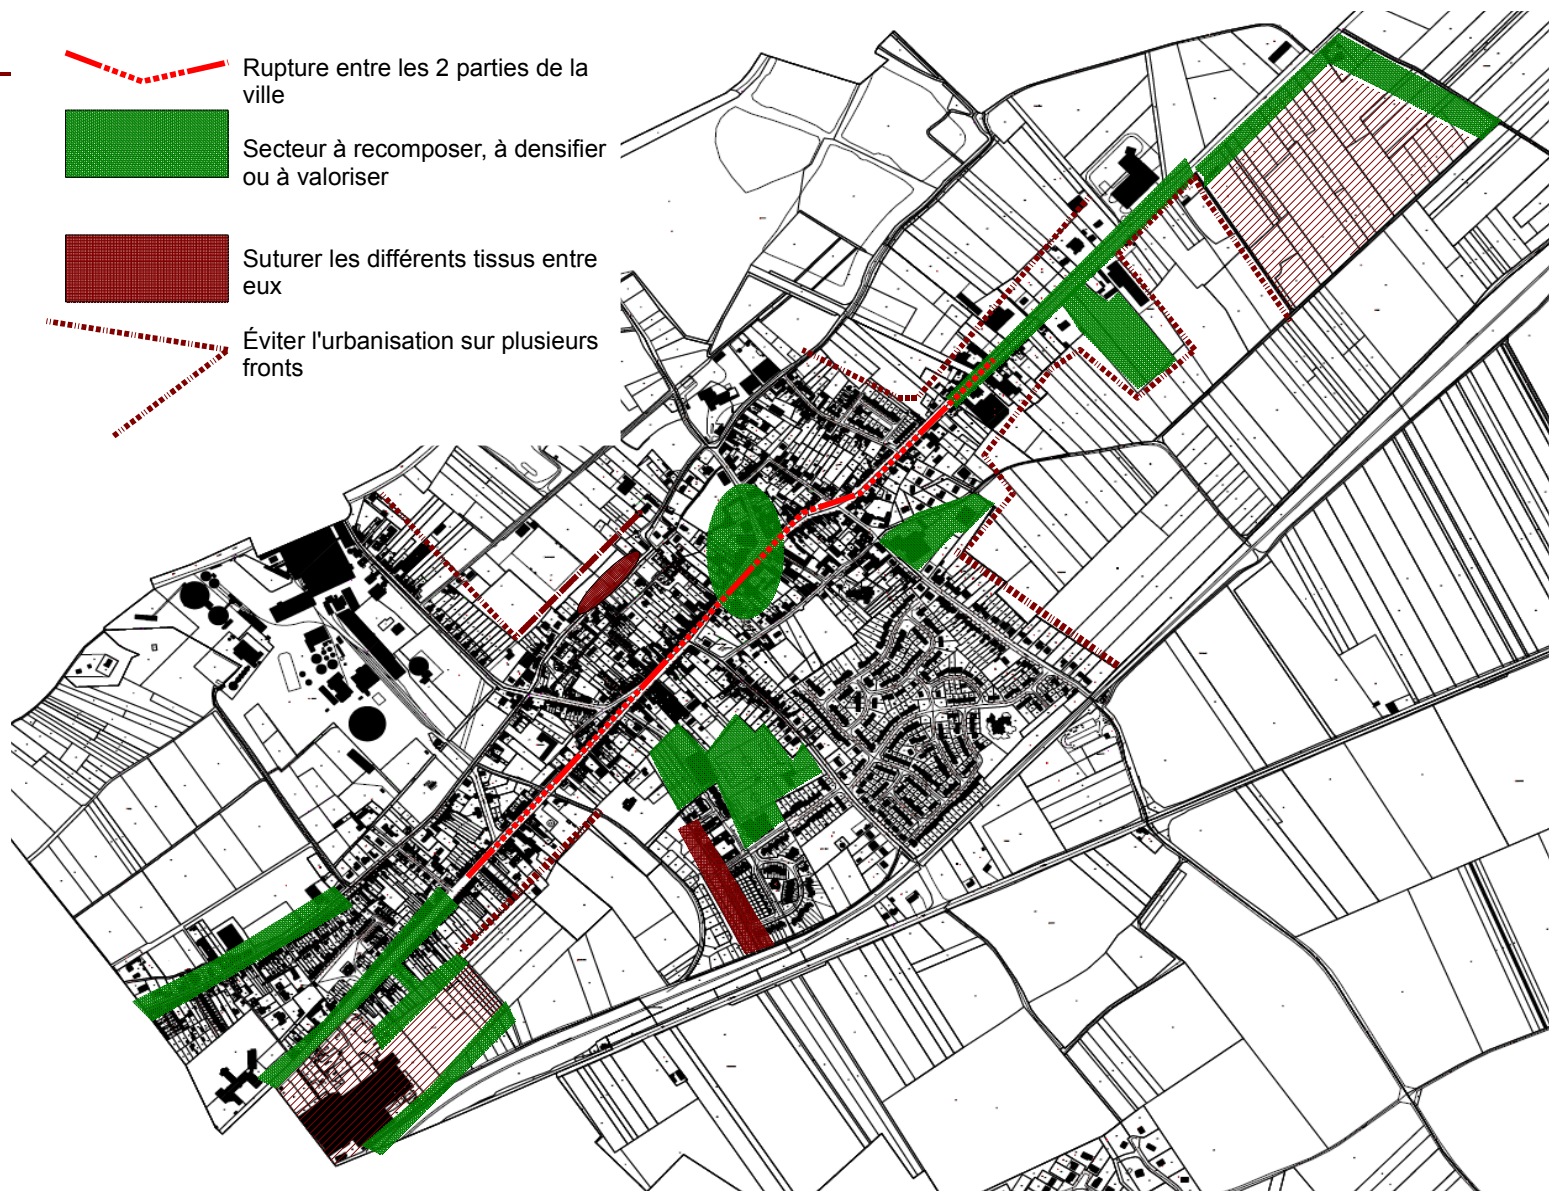 Rupture entre les 2 parties de la
ville
Secteur à recomposer, à densifier
ou à valoriser
Suturer les différents tissus entre
eux
Éviter l'urbanisation sur plusieurs
fronts